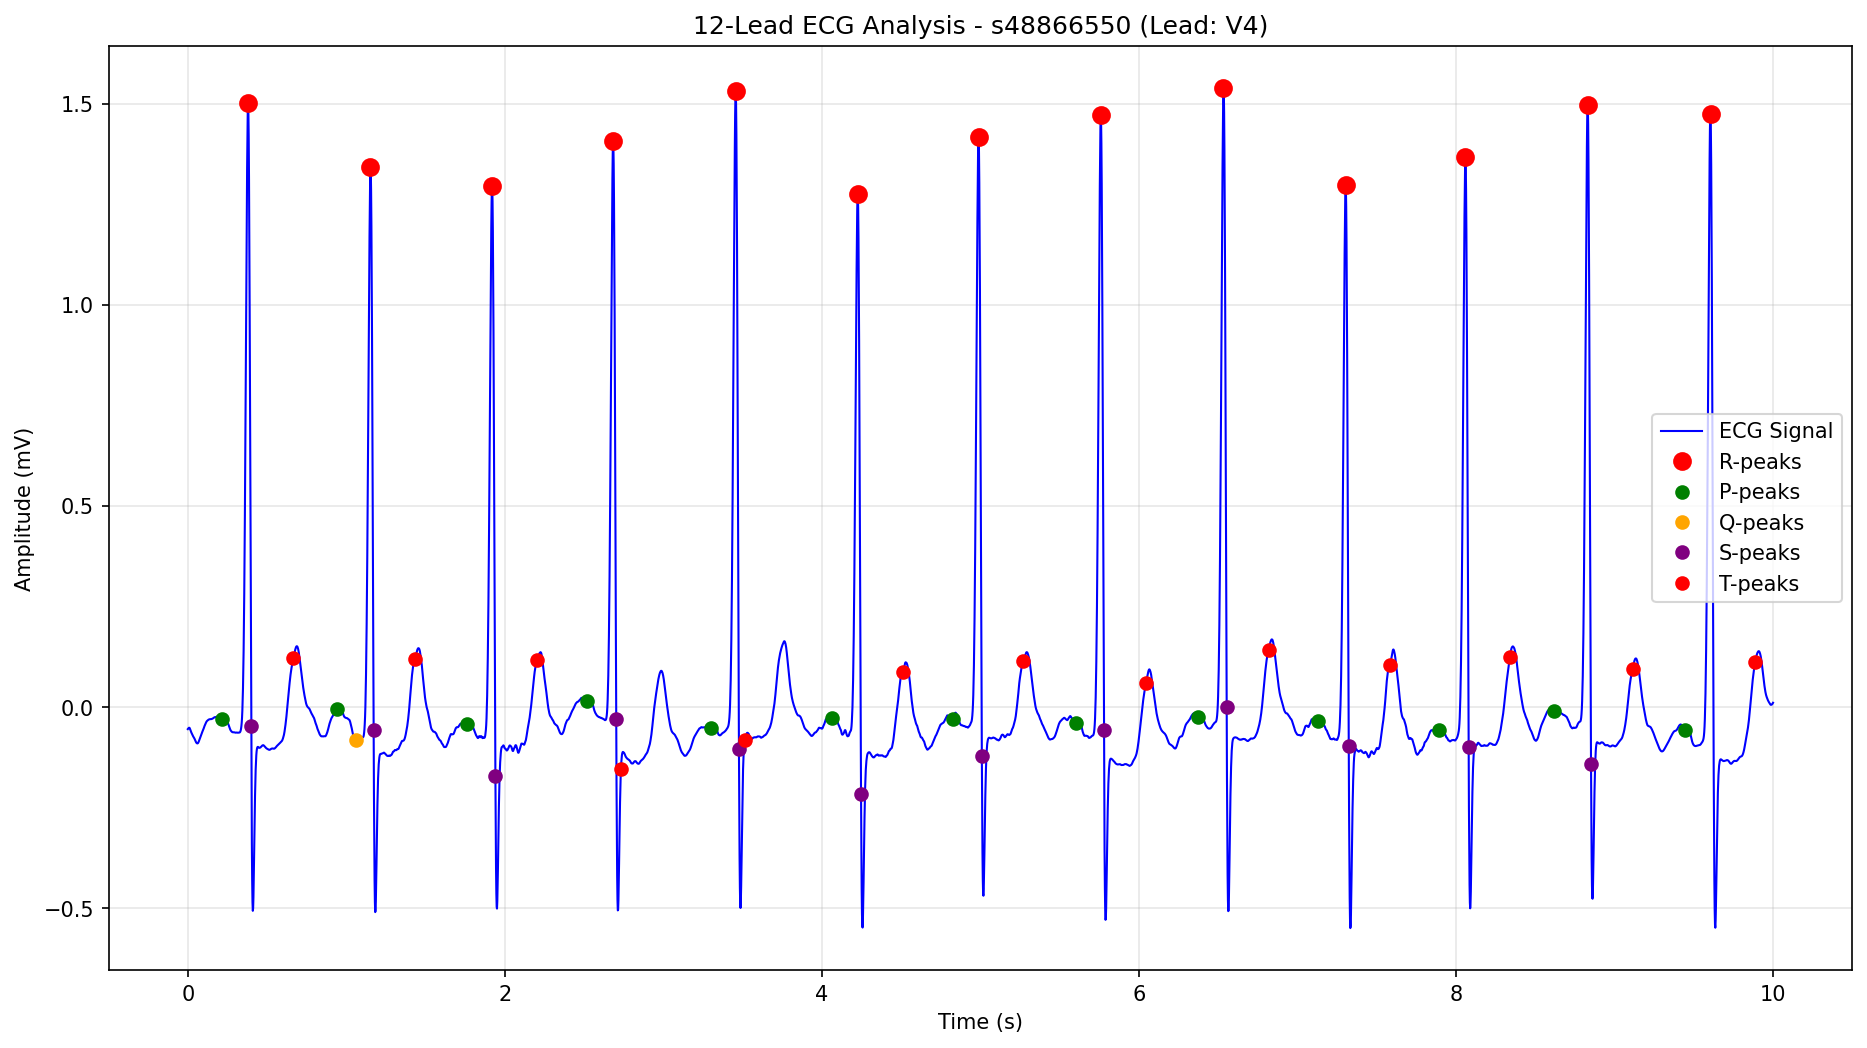 12-Lead ECG Analysis - s48866550 (Lead: V4)
Amplitude (mV)
1.5
1.0
0.5
0.0
−0.5
ECG Signal
R-peaks
P-peaks
Q-peaks
S-peaks
T-peaks
0 2 4 6 8 10
Time (s)